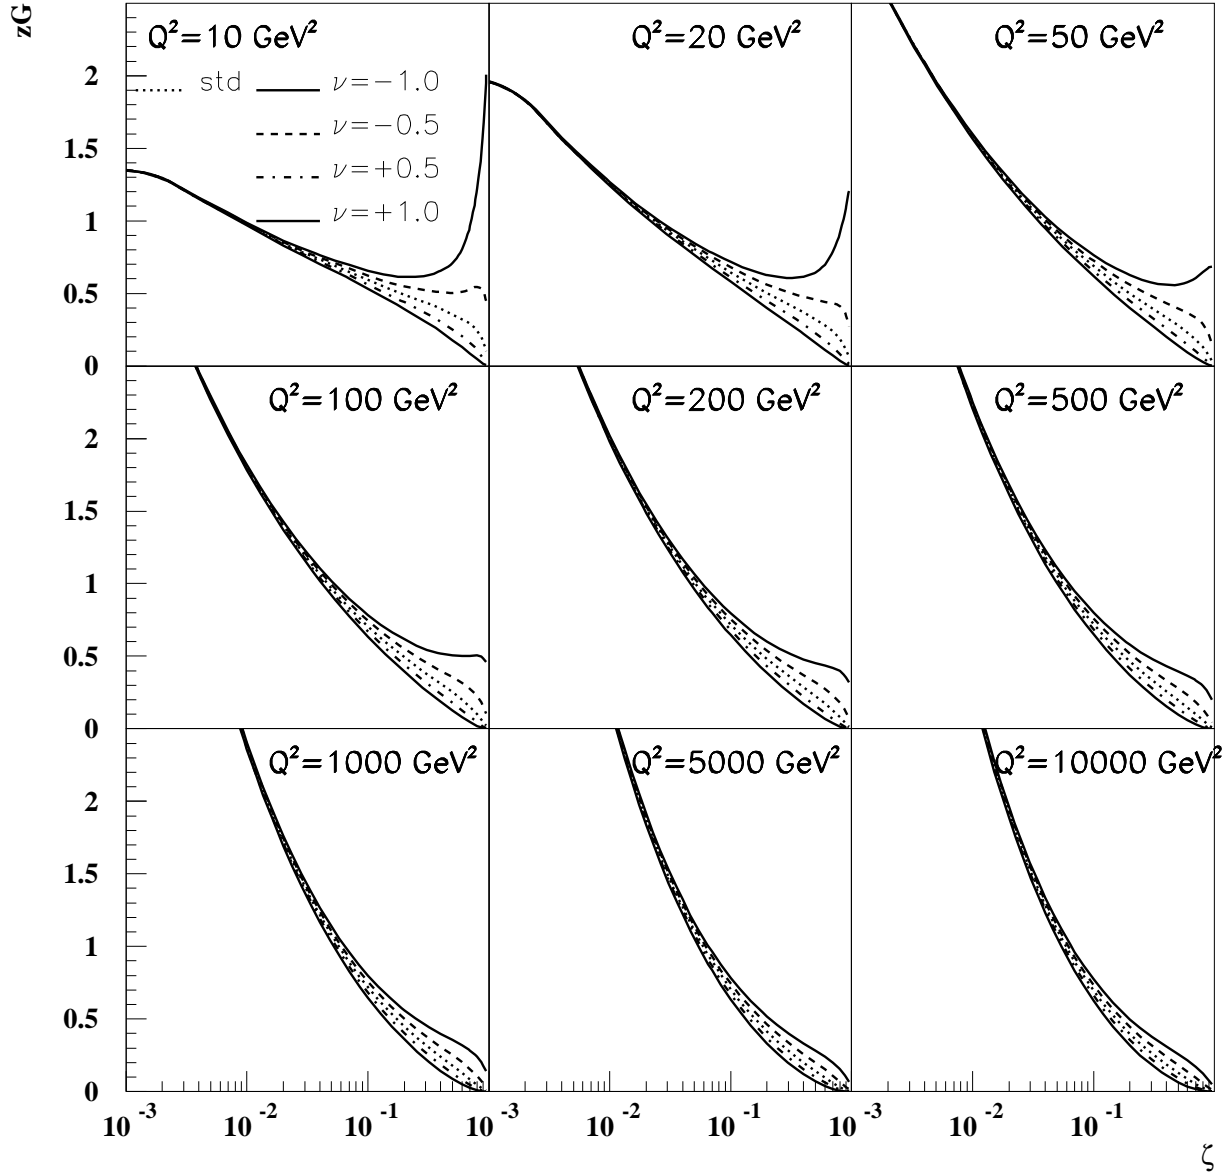 zG
Q²=10 GeV²
Q²=20 GeV²
Q²=50 GeV²
std
ν=−1.0
ν=−0.5
ν=+0.5
ν=+1.0
2
1.5
1
0.5
0
Q²=100 GeV²
Q²=200 GeV²
Q²=500 GeV²
2
1.5
1
0.5
0
Q²=1000 GeV²
Q²=5000 GeV²
Q²=10000 GeV²
2
1.5
1
0.5
0
10⁻³ 10⁻² 10⁻¹ 10⁻³ 10⁻² 10⁻¹ 10⁻³ 10⁻² 10⁻¹
ζ